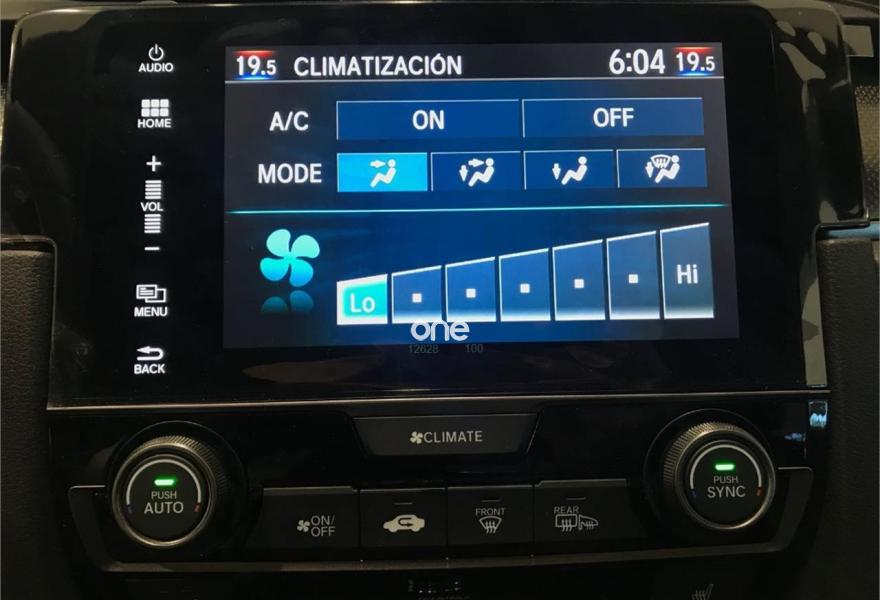 AUDIO
HOME
+
VOL
−
MENU
BACK
19.5 CLIMATIZACIÓN 6:04 19.5
A/C ON OFF
MODE
Lo Hi
one
12628 100
CLIMATE
PUSH
AUTO
ON/
OFF
FRONT
REAR
PUSH
SYNC